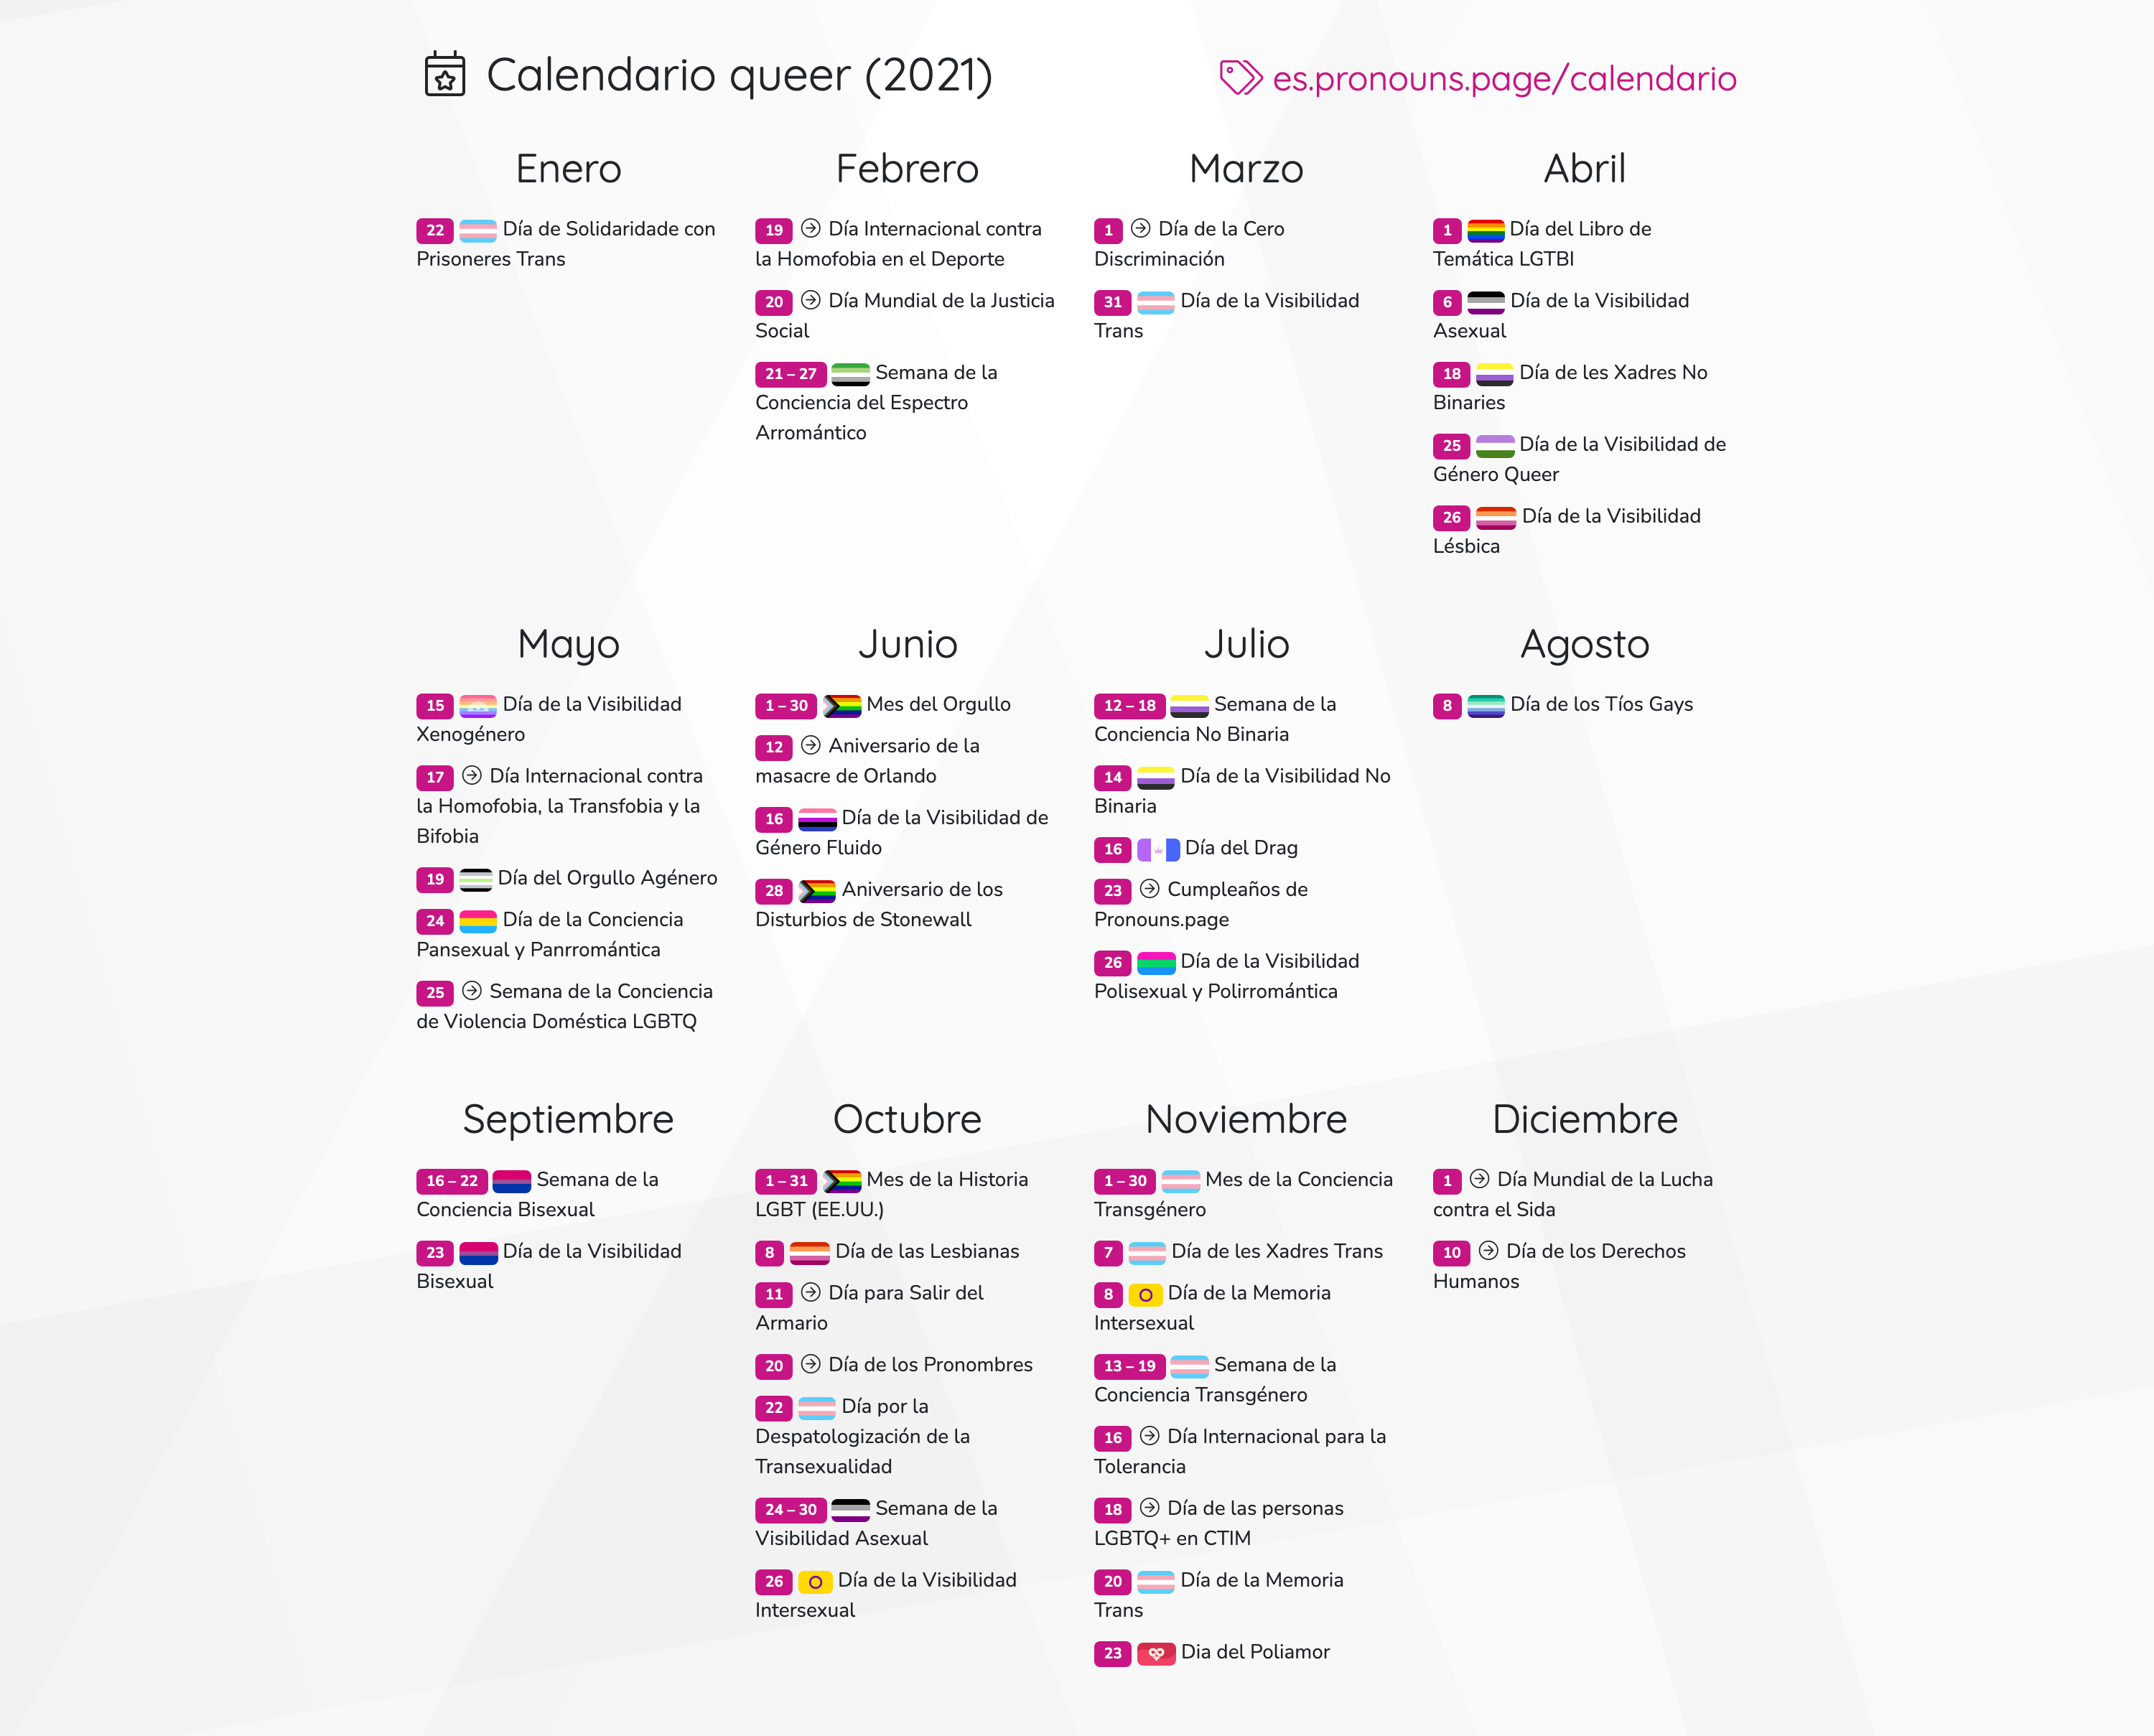 Calendario queer (2021)
es.pronouns.page/calendario
Enero
22 Día de Solidaridade con
Prisoneres Trans
Febrero
19 Día Internacional contra
la Homofobia en el Deporte
20 Día Mundial de la Justicia
Social
21 – 27 Semana de la
Conciencia del Espectro
Arromántico
Marzo
1 Día de la Cero
Discriminación
31 Día de la Visibilidad
Trans
Abril
1 Día del Libro de
Temática LGTBI
6 Día de la Visibilidad
Asexual
18 Día de les Xadres No
Binaries
25 Día de la Visibilidad de
Género Queer
26 Día de la Visibilidad
Lésbica
Mayo
15 Día de la Visibilidad
Xenogénero
17 Día Internacional contra
la Homofobia, la Transfobia y la
Bifobia
19 Día del Orgullo Agénero
24 Día de la Conciencia
Pansexual y Panrromántica
25 Semana de la Conciencia
de Violencia Doméstica LGBTQ
Junio
1 – 30 Mes del Orgullo
12 Aniversario de la
masacre de Orlando
16 Día de la Visibilidad de
Género Fluido
28 Aniversario de los
Disturbios de Stonewall
Julio
12 – 18 Semana de la
Conciencia No Binaria
14 Día de la Visibilidad No
Binaria
16 Día del Drag
23 Cumpleaños de
Pronouns.page
26 Día de la Visibilidad
Polisexual y Polirromántica
Agosto
8 Día de los Tíos Gays
Septiembre
16 – 22 Semana de la
Conciencia Bisexual
23 Día de la Visibilidad
Bisexual
Octubre
1 – 31 Mes de la Historia
LGBT (EE.UU.)
8 Día de las Lesbianas
11 Día para Salir del
Armario
20 Día de los Pronombres
22 Día por la
Despatologización de la
Transexualidad
24 – 30 Semana de la
Visibilidad Asexual
26 Día de la Visibilidad
Intersexual
Noviembre
1 – 30 Mes de la Conciencia
Transgénero
7 Día de les Xadres Trans
8 Día de la Memoria
Intersexual
13 – 19 Semana de la
Conciencia Transgénero
16 Día Internacional para la
Tolerancia
18 Día de las personas
LGBTQ+ en CTIM
20 Día de la Memoria
Trans
23 Dia del Poliamor
Diciembre
1 Día Mundial de la Lucha
contra el Sida
10 Día de los Derechos
Humanos